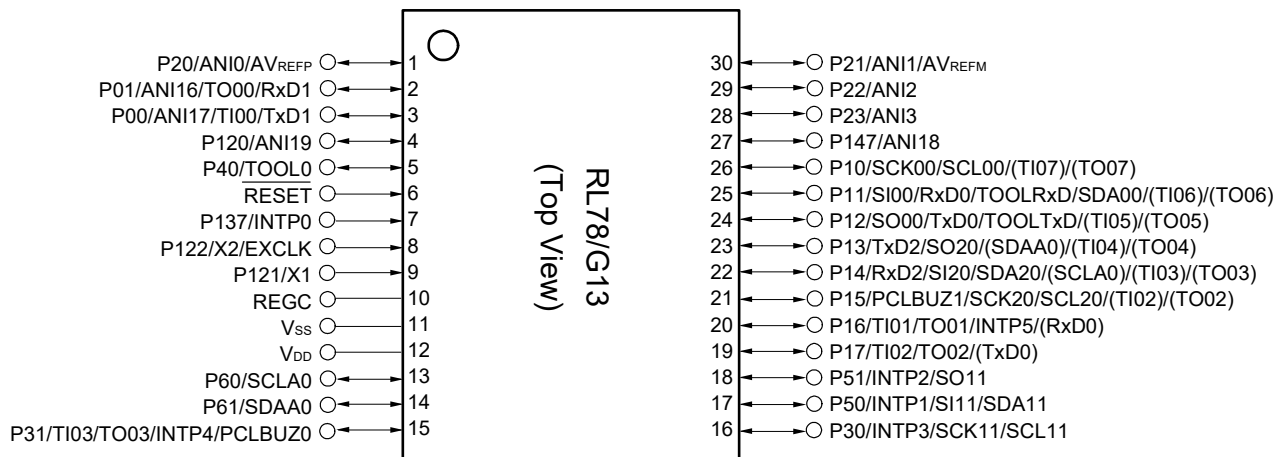 P20/ANI0/AVREFP 1
P01/ANI16/TO00/RxD1 2
P00/ANI17/TI00/TxD1 3
P120/ANI19 4
P40/TOOL0 5
RESET 6
P137/INTP0 7
P122/X2/EXCLK 8
P121/X1 9
REGC 10
VSS 11
VDD 12
P60/SCLA0 13
P61/SDAA0 14
P31/TI03/TO03/INTP4/PCLBUZ0 15
RL78/G13
(Top View)
30 P21/ANI1/AVREFM
29 P22/ANI2
28 P23/ANI3
27 P147/ANI18
26 P10/SCK00/SCL00/(TI07)/(TO07)
25 P11/SI00/RxD0/TOOLRxD/SDA00/(TI06)/(TO06)
24 P12/SO00/TxD0/TOOLTxD/(TI05)/(TO05)
23 P13/TxD2/SO20/(SDAA0)/(TI04)/(TO04)
22 P14/RxD2/SI20/SDA20/(SCLA0)/(TI03)/(TO03)
21 P15/PCLBUZ1/SCK20/SCL20/(TI02)/(TO02)
20 P16/TI01/TO01/INTP5/(RxD0)
19 P17/TI02/TO02/(TxD0)
18 P51/INTP2/SO11
17 P50/INTP1/SI11/SDA11
16 P30/INTP3/SCK11/SCL11